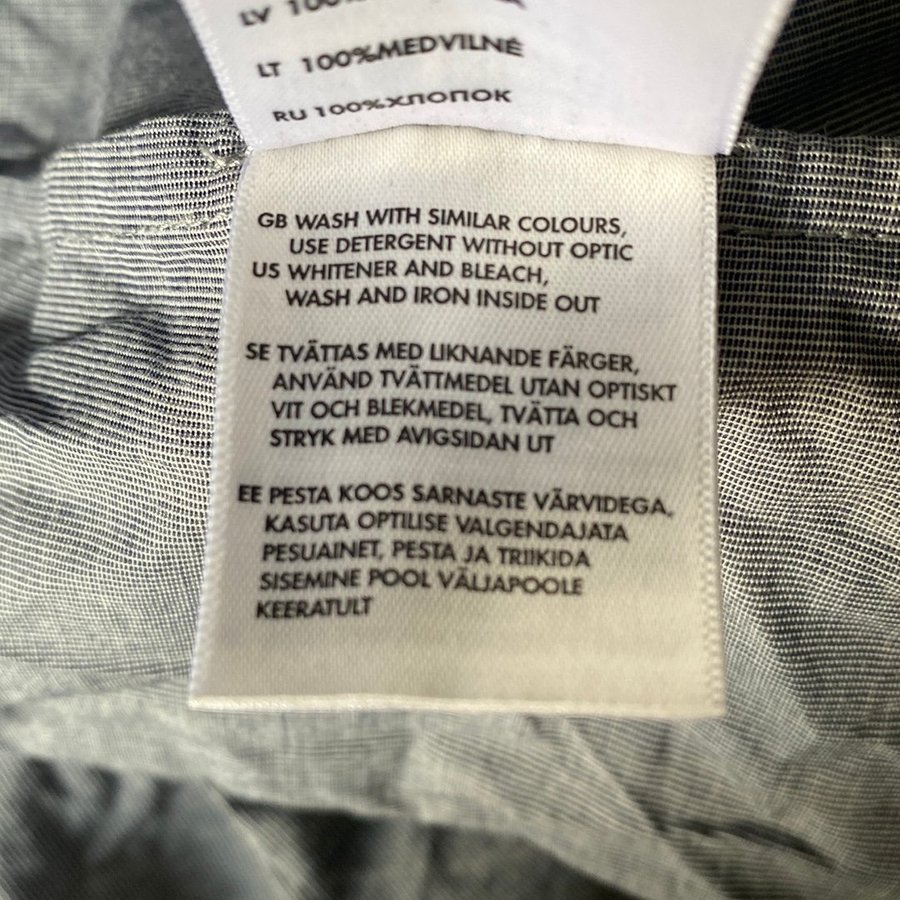 LV 100%
LT 100%MEDVILNĖ
RU 100%ХЛОПОК
GB WASH WITH SIMILAR COLOURS,
USE DETERGENT WITHOUT OPTIC
US WHITENER AND BLEACH,
WASH AND IRON INSIDE OUT
SE TVÄTTAS MED LIKNANDE FÄRGER,
ANVÄND TVÄTTMEDEL UTAN OPTISKT
VIT OCH BLEKMEDEL, TVÄTTA OCH
STRYK MED AVIGSIDAN UT
EE PESTA KOOS SARNASTE VÄRVIDEGA,
KASUTA OPTILISE VALGENDAJATA
PESUAINET, PESTA JA TRIIKIDA
SISEMINE POOL VÄLJAPOOLE
KEERATULT